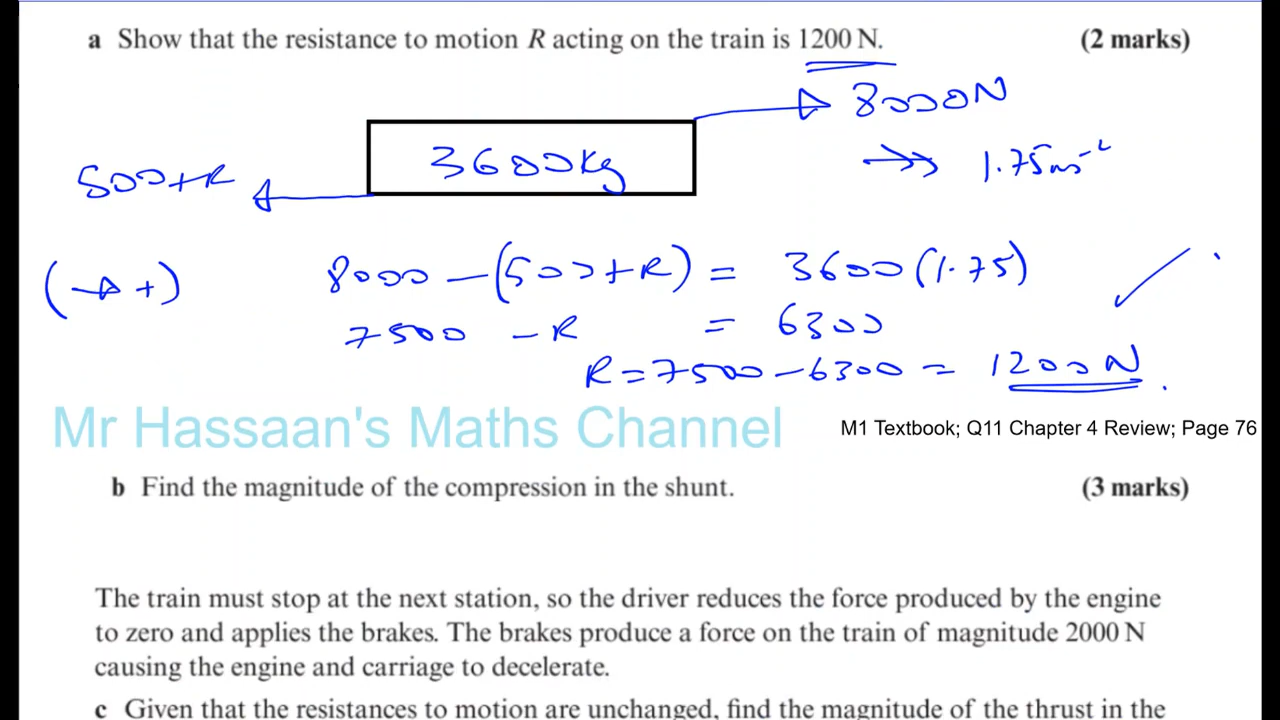 a Show that the resistance to motion R acting on the train is 1200 N. (2 marks)
8000N
3600kg
1.75ms⁻²
500+R
(→ +) 8000 – (500+R) = 3600(1.75)
7500 – R = 6300
R = 7500 – 6300 = 1200N
Mr Hassaan's Maths Channel
M1 Textbook; Q11 Chapter 4 Review; Page 76
b Find the magnitude of the compression in the shunt. (3 marks)
The train must stop at the next station, so the driver reduces the force produced by the engine
to zero and applies the brakes. The brakes produce a force on the train of magnitude 2000 N
causing the engine and carriage to decelerate.
c Given that the resistances to motion are unchanged, find the magnitude of the thrust in the